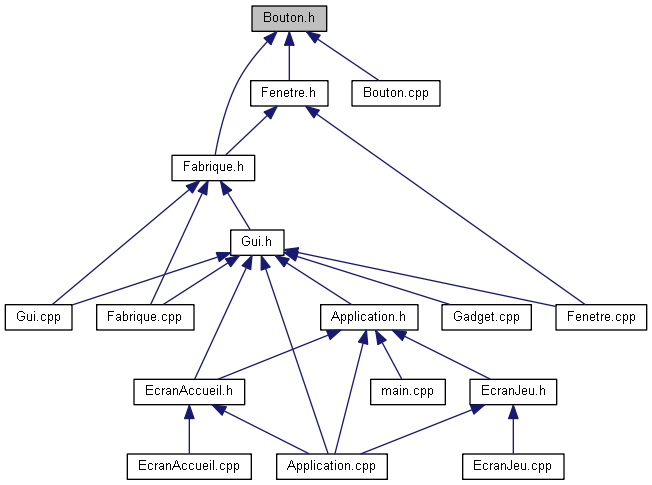 Bouton.h
Fenetre.h
Bouton.cpp
Fabrique.h
Gui.h
Gui.cpp
Fabrique.cpp
Application.h
Gadget.cpp
Fenetre.cpp
EcranAccueil.h
main.cpp
EcranJeu.h
EcranAccueil.cpp
Application.cpp
EcranJeu.cpp